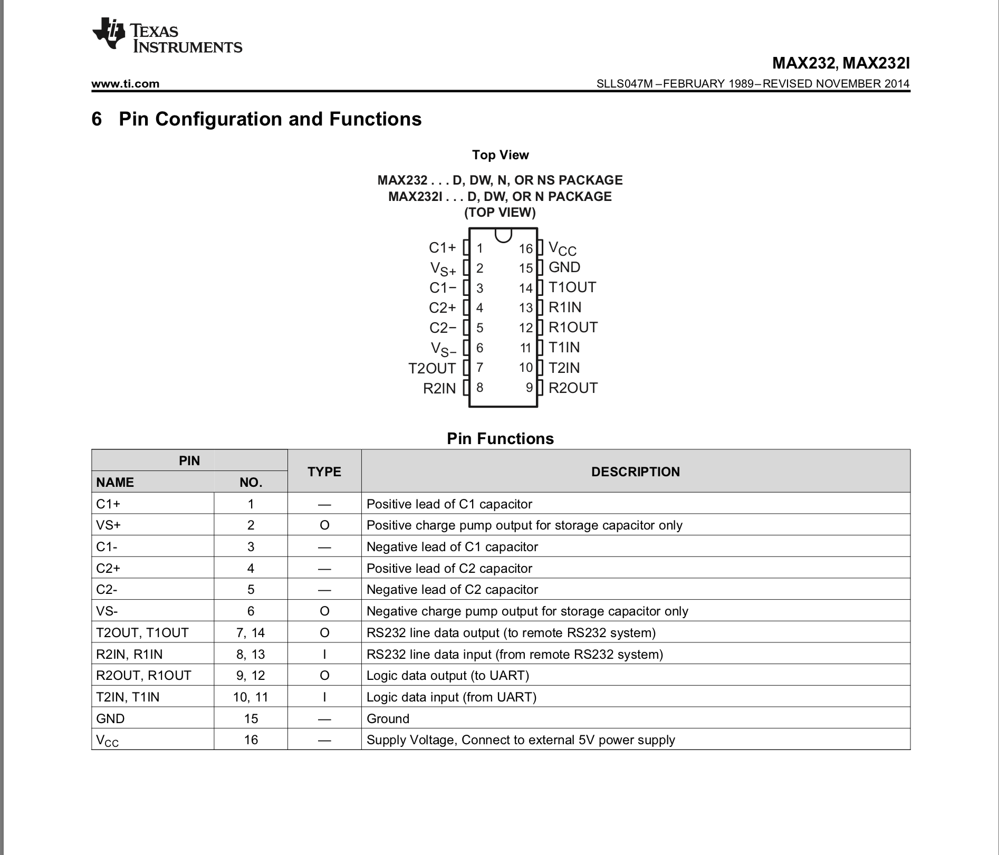 TEXAS
INSTRUMENTS
MAX232, MAX232I
www.ti.com
SLLS047M –FEBRUARY 1989–REVISED NOVEMBER 2014
6 Pin Configuration and Functions
Top View
MAX232 . . . D, DW, N, OR NS PACKAGE
MAX232I . . . D, DW, OR N PACKAGE
(TOP VIEW)
C1+ 1 16 VCC
VS+ 2 15 GND
C1− 3 14 T1OUT
C2+ 4 13 R1IN
C2− 5 12 R1OUT
VS− 6 11 T1IN
T2OUT 7 10 T2IN
R2IN 8 9 R2OUT
Pin Functions
PIN
TYPE DESCRIPTION
NAME NO.
C1+ 1 — Positive lead of C1 capacitor
VS+ 2 O Positive charge pump output for storage capacitor only
C1- 3 — Negative lead of C1 capacitor
C2+ 4 — Positive lead of C2 capacitor
C2- 5 — Negative lead of C2 capacitor
VS- 6 O Negative charge pump output for storage capacitor only
T2OUT, T1OUT 7, 14 O RS232 line data output (to remote RS232 system)
R2IN, R1IN 8, 13 I RS232 line data input (from remote RS232 system)
R2OUT, R1OUT 9, 12 O Logic data output (to UART)
T2IN, T1IN 10, 11 I Logic data input (from UART)
GND 15 — Ground
VCC 16 — Supply Voltage, Connect to external 5V power supply